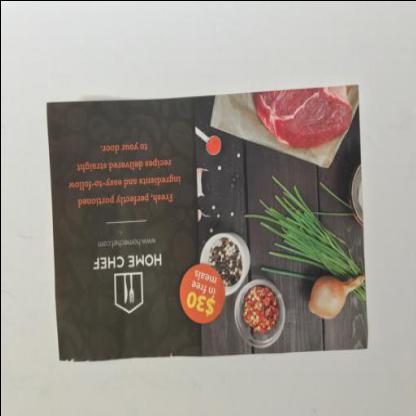 HOME CHEF
www.homechef.com
Fresh, perfectly portioned
ingredients and easy-to-follow
recipes delivered straight
to your door.
$30
in free
meals